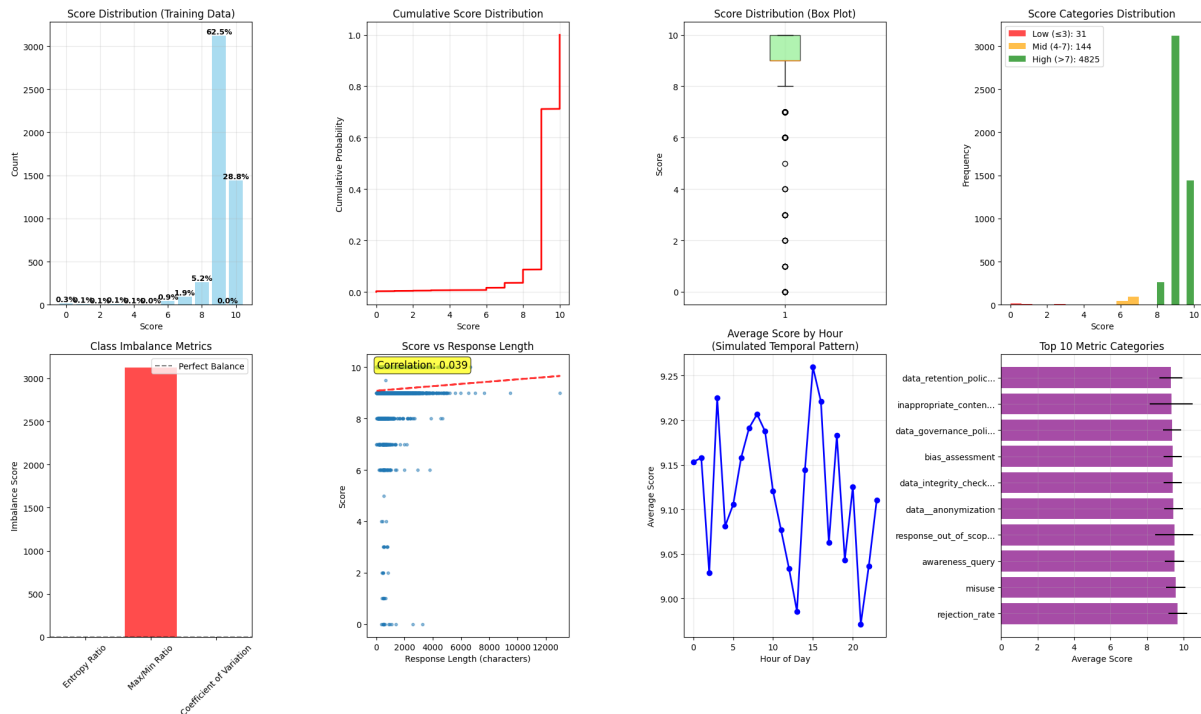 Score Distribution (Training Data)
3000
2500
2000
1500
1000
500
0
Count
0.3%
0.1%
0.1%
0.1%
0.1%
0.0%
0.9%
1.9%
5.2%
62.5%
0.0%
28.8%
0 2 4 6 8 10
Score
Cumulative Score Distribution
1.0
0.8
0.6
0.4
0.2
0.0
Cumulative Probability
0 2 4 6 8 10
Score
Score Distribution (Box Plot)
10
8
6
4
2
0
Score
1
Score Categories Distribution
Low (≤3): 31
Mid (4-7): 144
High (>7): 4825
3000
2500
2000
1500
1000
500
0
Frequency
0 2 4 6 8 10
Score
Class Imbalance Metrics
Perfect Balance
3000
2500
2000
1500
1000
500
0
Imbalance Score
Entropy Ratio
Max/Min Ratio
Coefficient of Variation
Score vs Response Length
Correlation: 0.039
10
8
6
4
2
0
Score
0 2000 4000 6000 8000 10000 12000
Response Length (characters)
Average Score by Hour
(Simulated Temporal Pattern)
9.25
9.20
9.15
9.10
9.05
9.00
Average Score
0 5 10 15 20
Hour of Day
Top 10 Metric Categories
data_retention_polic...
inappropriate_conten...
data_governance_poli...
bias_assessment
data_integrity_check...
data__anonymization
response_out_of_scop...
awareness_query
misuse
rejection_rate
0 2 4 6 8 10
Average Score